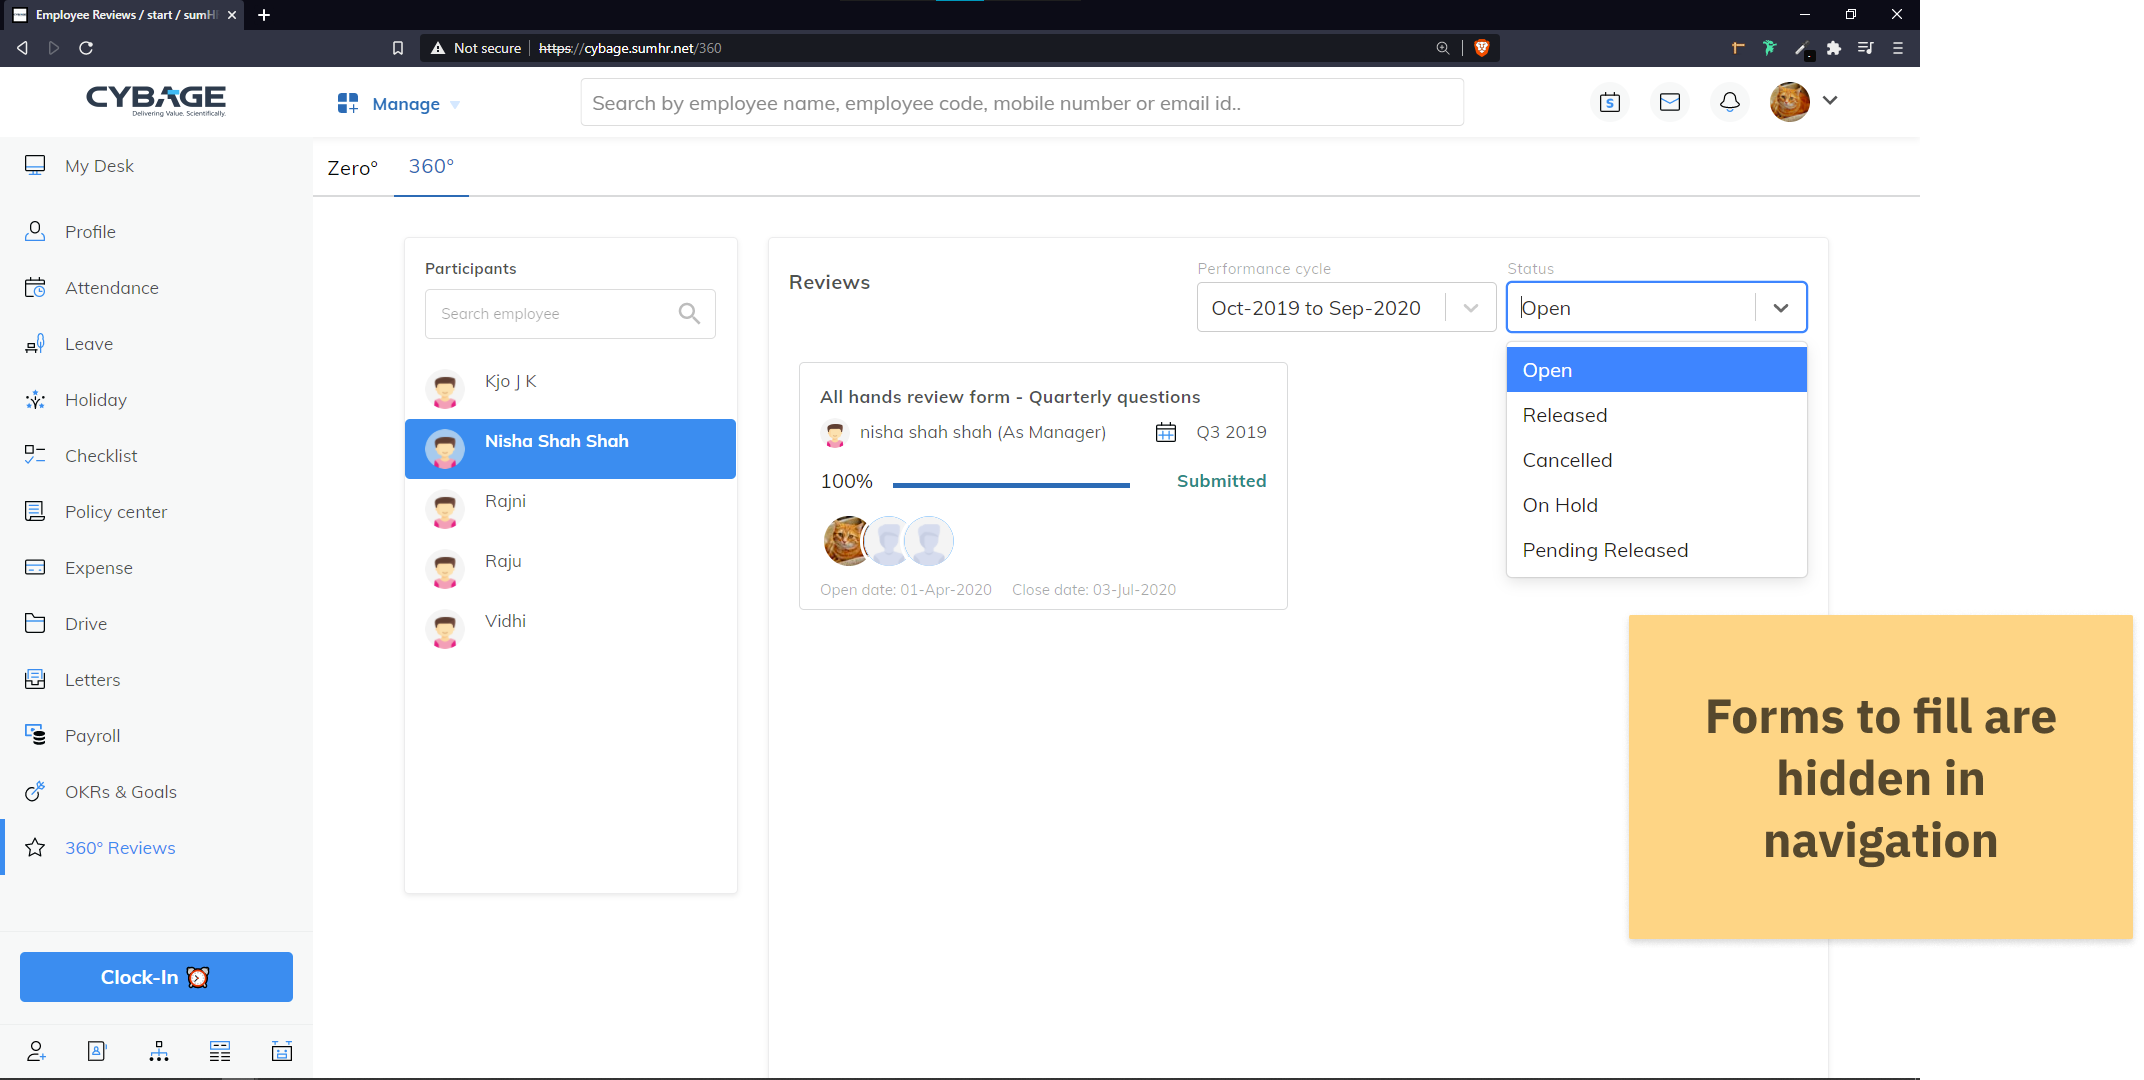 Employee Reviews / start / sumH
Not secure
https://cybage.sumhr.net/360
CYBAGE
Delivering Value. Scientifically.
Manage
Search by employee name, employee code, mobile number or email id..
S
My Desk
Profile
Attendance
Leave
Holiday
Checklist
Policy center
Expense
Drive
Letters
Payroll
OKRs & Goals
360° Reviews
Clock-In
Zero°
360°
Participants
Search employee
Kjo J K
Nisha Shah Shah
Rajni
Raju
Vidhi
Reviews
Performance cycle
Oct-2019 to Sep-2020
Status
Open
Open
Released
Cancelled
On Hold
Pending Released
All hands review form - Quarterly questions
nisha shah shah (As Manager)
Q3 2019
100%
Submitted
Open date: 01-Apr-2020
Close date: 03-Jul-2020
Forms to fill are
hidden in
navigation